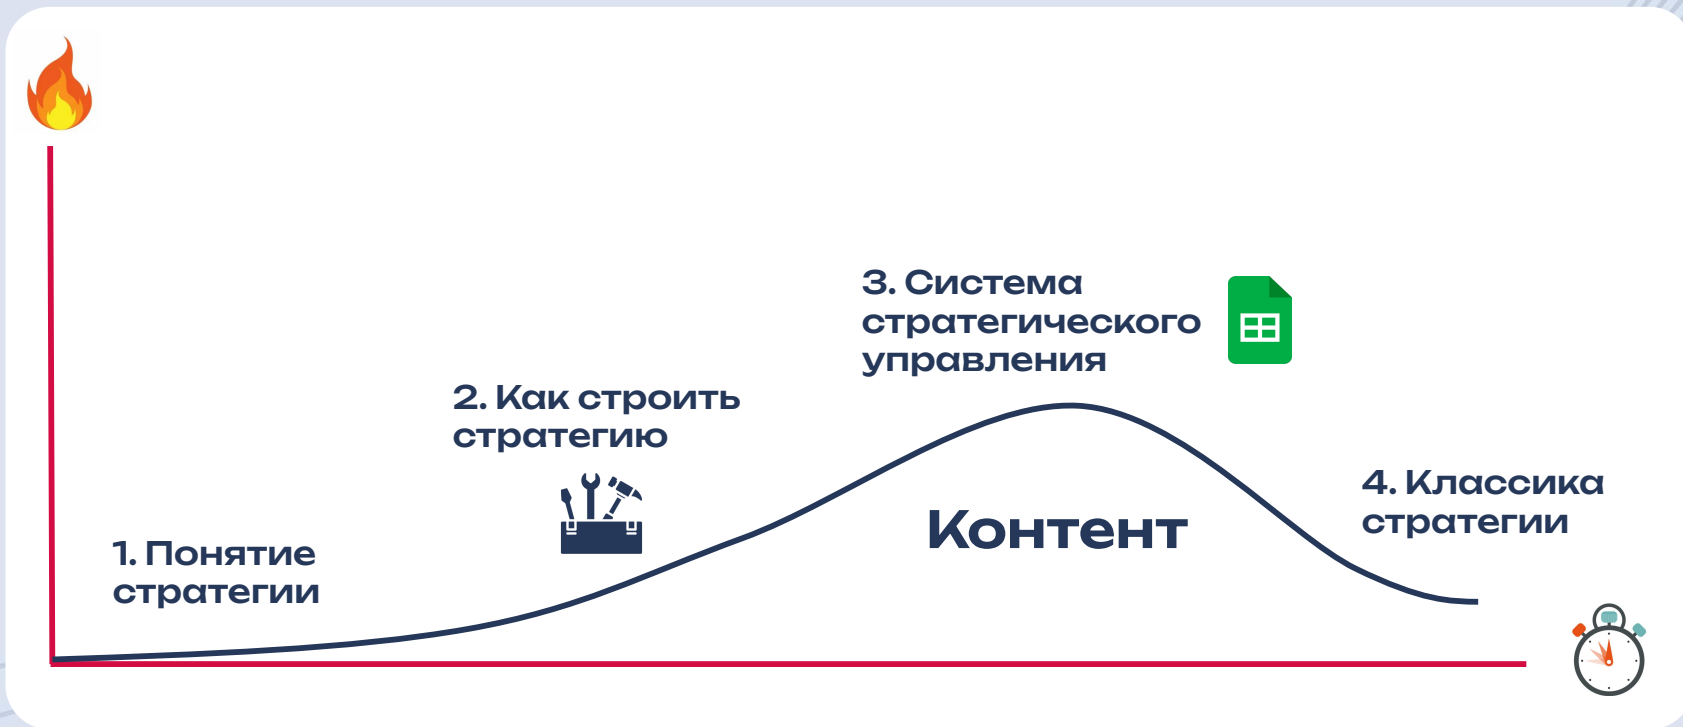 1. Понятие
стратегии
2. Как строить
стратегию
3. Система
стратегического
управления
Контент
4. Классика
стратегии